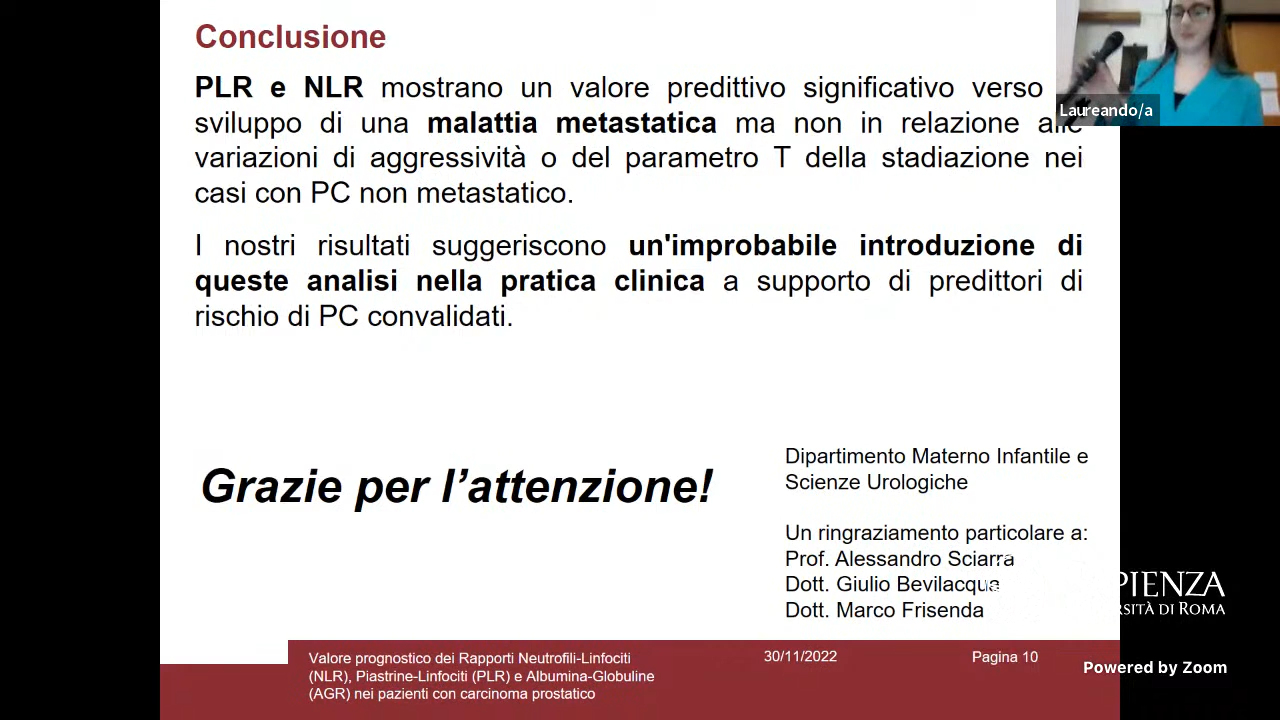 Conclusione
PLR e NLR mostrano un valore predittivo significativo verso
sviluppo di una malattia metastatica ma non in relazione alle
variazioni di aggressività o del parametro T della stadiazione nei
casi con PC non metastatico.
I nostri risultati suggeriscono un'improbabile introduzione di
queste analisi nella pratica clinica a supporto di predittori di
rischio di PC convalidati.
Grazie per l’attenzione!
Dipartimento Materno Infantile e
Scienze Urologiche
Un ringraziamento particolare a:
Prof. Alessandro Sciarra
Dott. Giulio Bevilacqua
Dott. Marco Frisenda
Valore prognostico dei Rapporti Neutrofili-Linfociti
(NLR), Piastrine-Linfociti (PLR) e Albumina-Globuline
(AGR) nei pazienti con carcinoma prostatico
30/11/2022
Pagina 10
Laureando/a
PIENZA
RSITÀ DI ROMA
Powered by Zoom